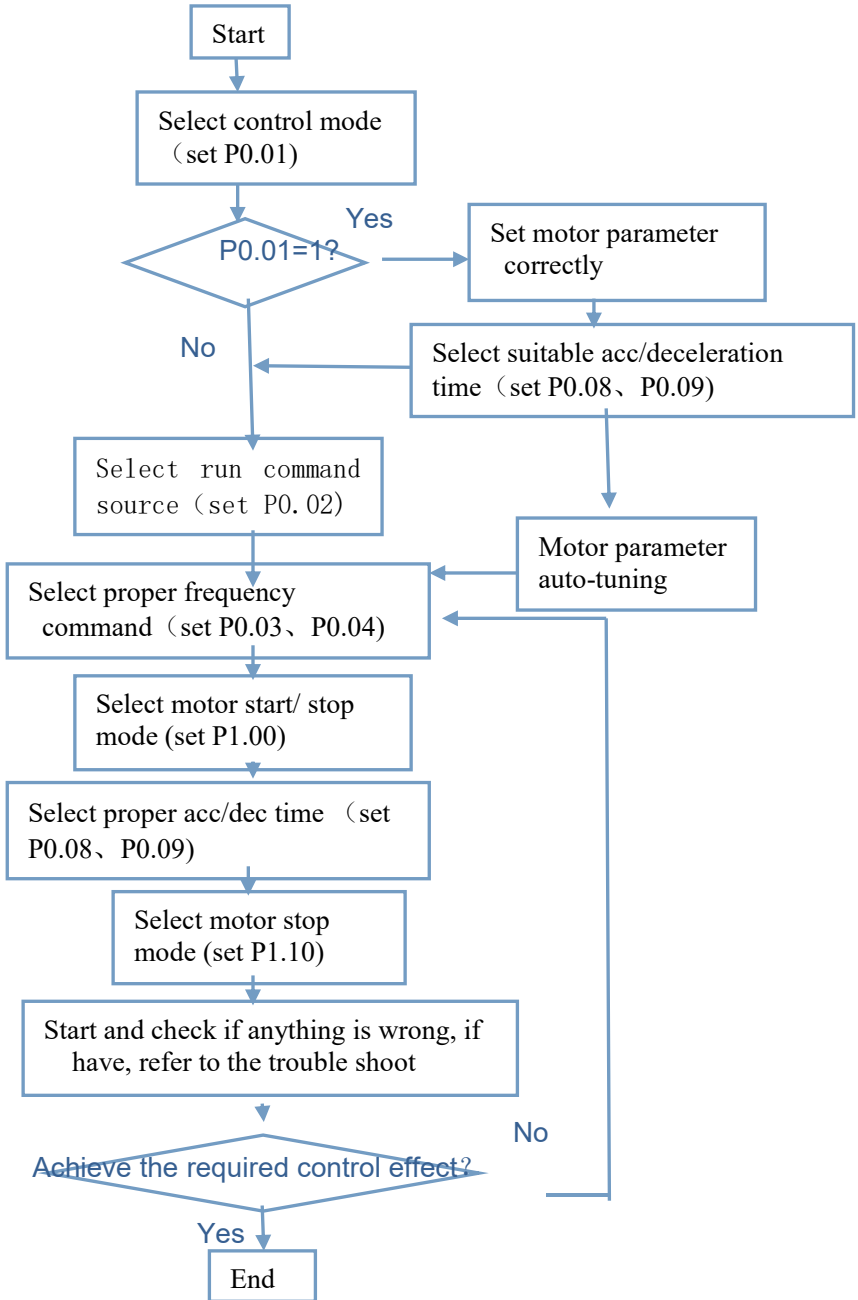 Start
Select control mode
（set P0.01)
Yes
P0.01=1?
Set motor parameter
correctly
No
Select suitable acc/deceleration
time（set P0.08、P0.09)
Select run command
source（set P0.02)
Motor parameter
auto-tuning
Select proper frequency
command（set P0.03、P0.04)
Select motor start/ stop
mode (set P1.00)
Select proper acc/dec time （set
P0.08、P0.09)
Select motor stop
mode (set P1.10)
Start and check if anything is wrong, if
have, refer to the trouble shoot
No
Achieve the required control effect？
Yes
End